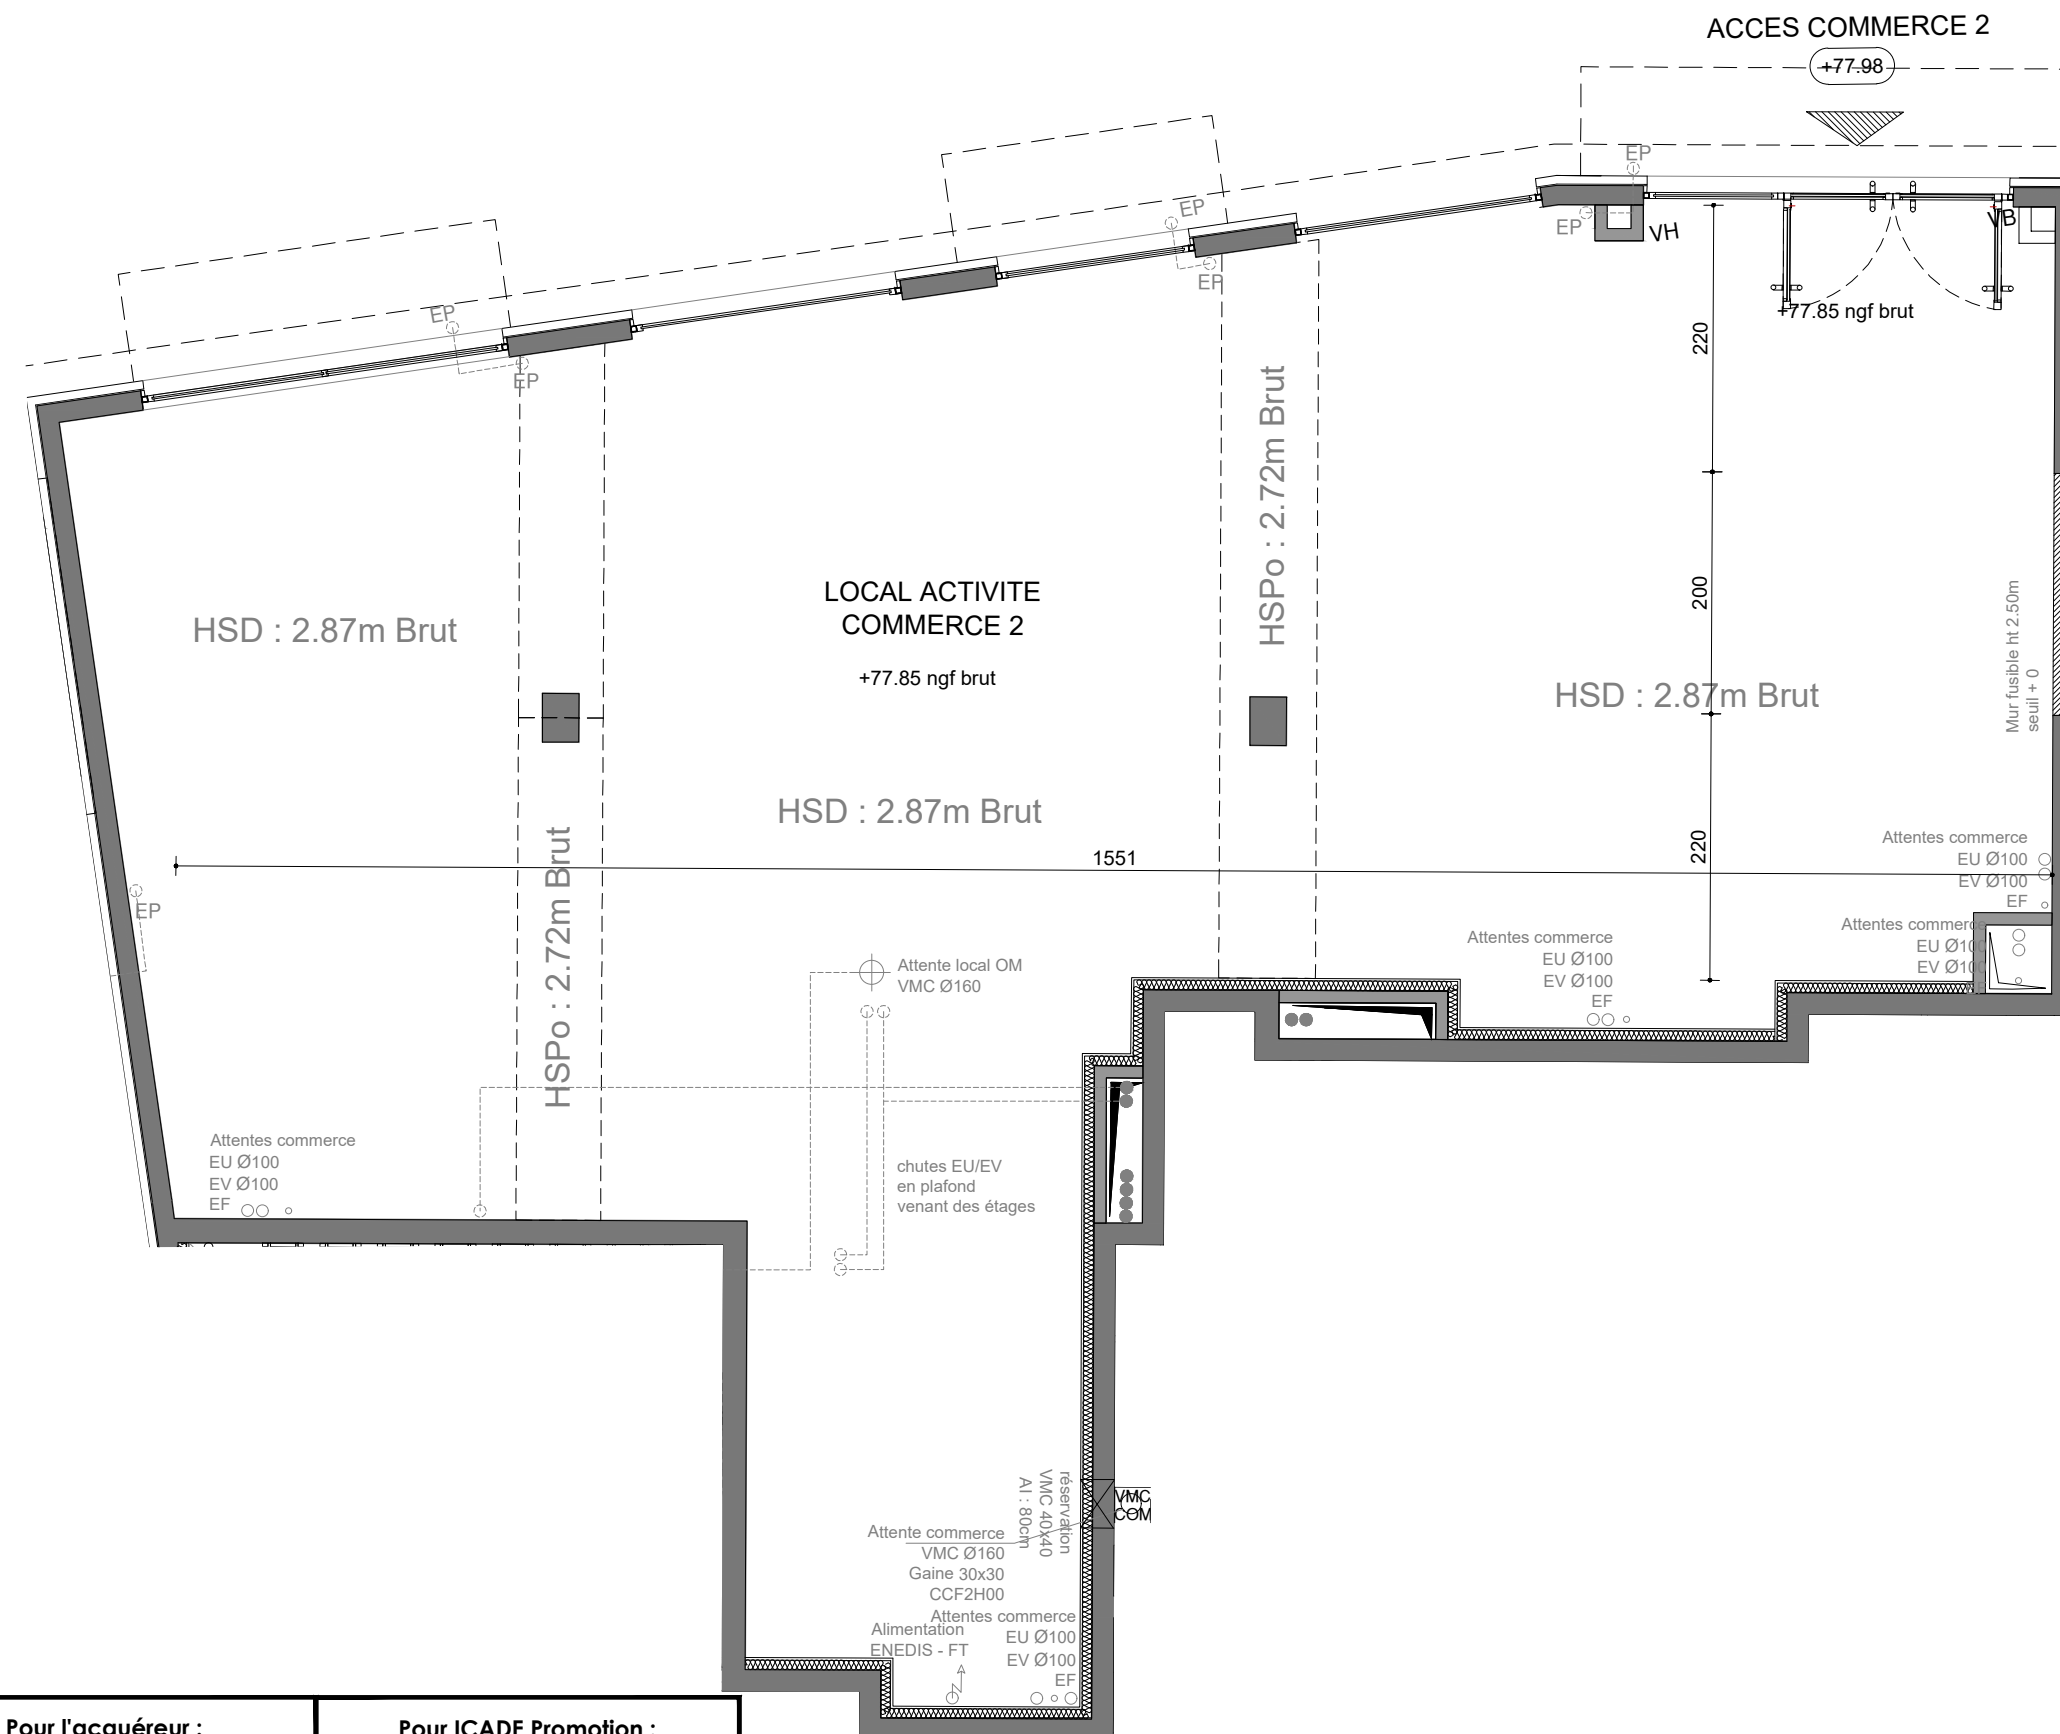 ACCES COMMERCE 2
+77.98
EP
EP
VH
VB
+77.85 ngf brut
EP
EP
EP
EP
220
200
220
HSPo : 2.72m Brut
LOCAL ACTIVITE
COMMERCE 2
+77.85 ngf brut
HSD : 2.87m Brut
HSD : 2.87m Brut
Mur fusible ht 2.50m
seuil + 0
HSD : 2.87m Brut
1551
HSPo : 2.72m Brut
EP
Attentes commerce
EU Ø100
EV Ø100
EF
Attentes commerce
EU Ø100
EV Ø100
EF
Attentes commerce
EU Ø100
EV Ø100
EF
Attente local OM
VMC Ø160
chutes EU/EV
en plafond
venant des étages
Attentes commerce
EU Ø100
EV Ø100
EF
réservation
VMC 40x40
Al : 80cm
VMC
COM
Attente commerce
VMC Ø160
Gaine 30x30
CCF2H00
Attentes commerce
EU Ø100
EV Ø100
EF
Alimentation
ENEDIS - FT
Pour l'acquéreur :
Pour ICADE Promotion :